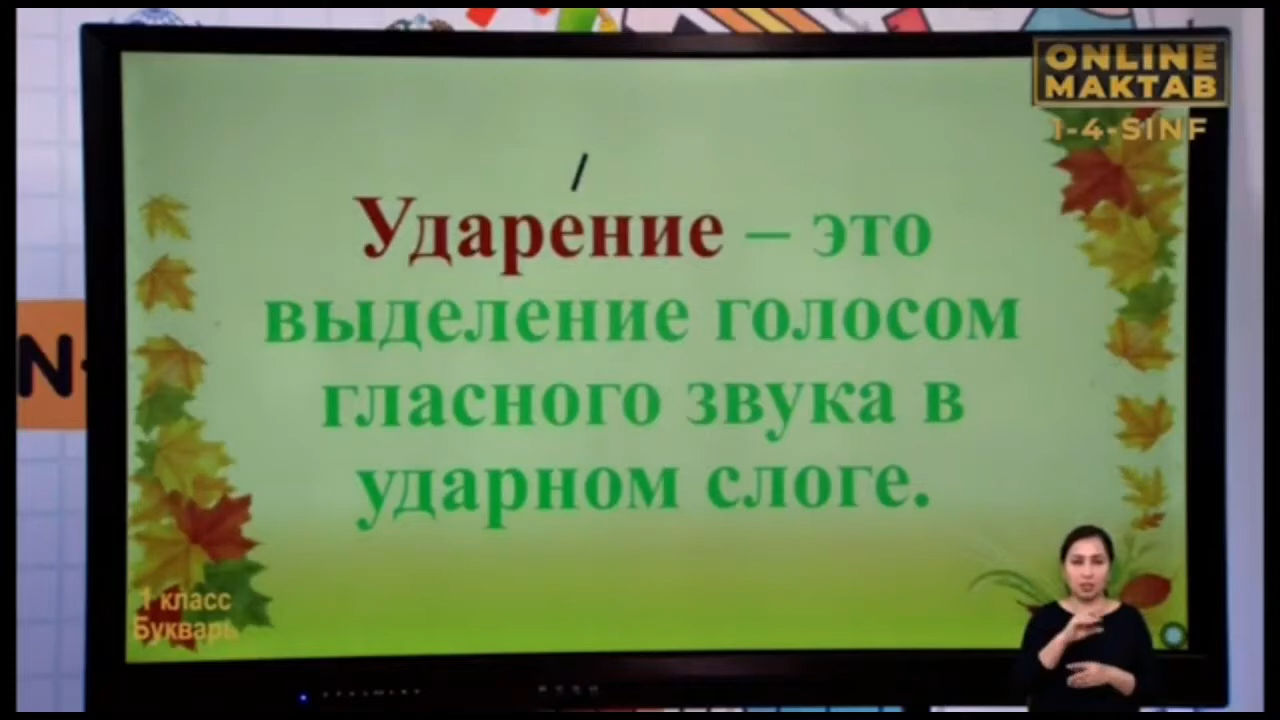 ONLINE
MAKTAB
1-4-SINF
/
Ударение – это
выделение голосом
гласного звука в
ударном слоге.
N
1 класс
Букварь